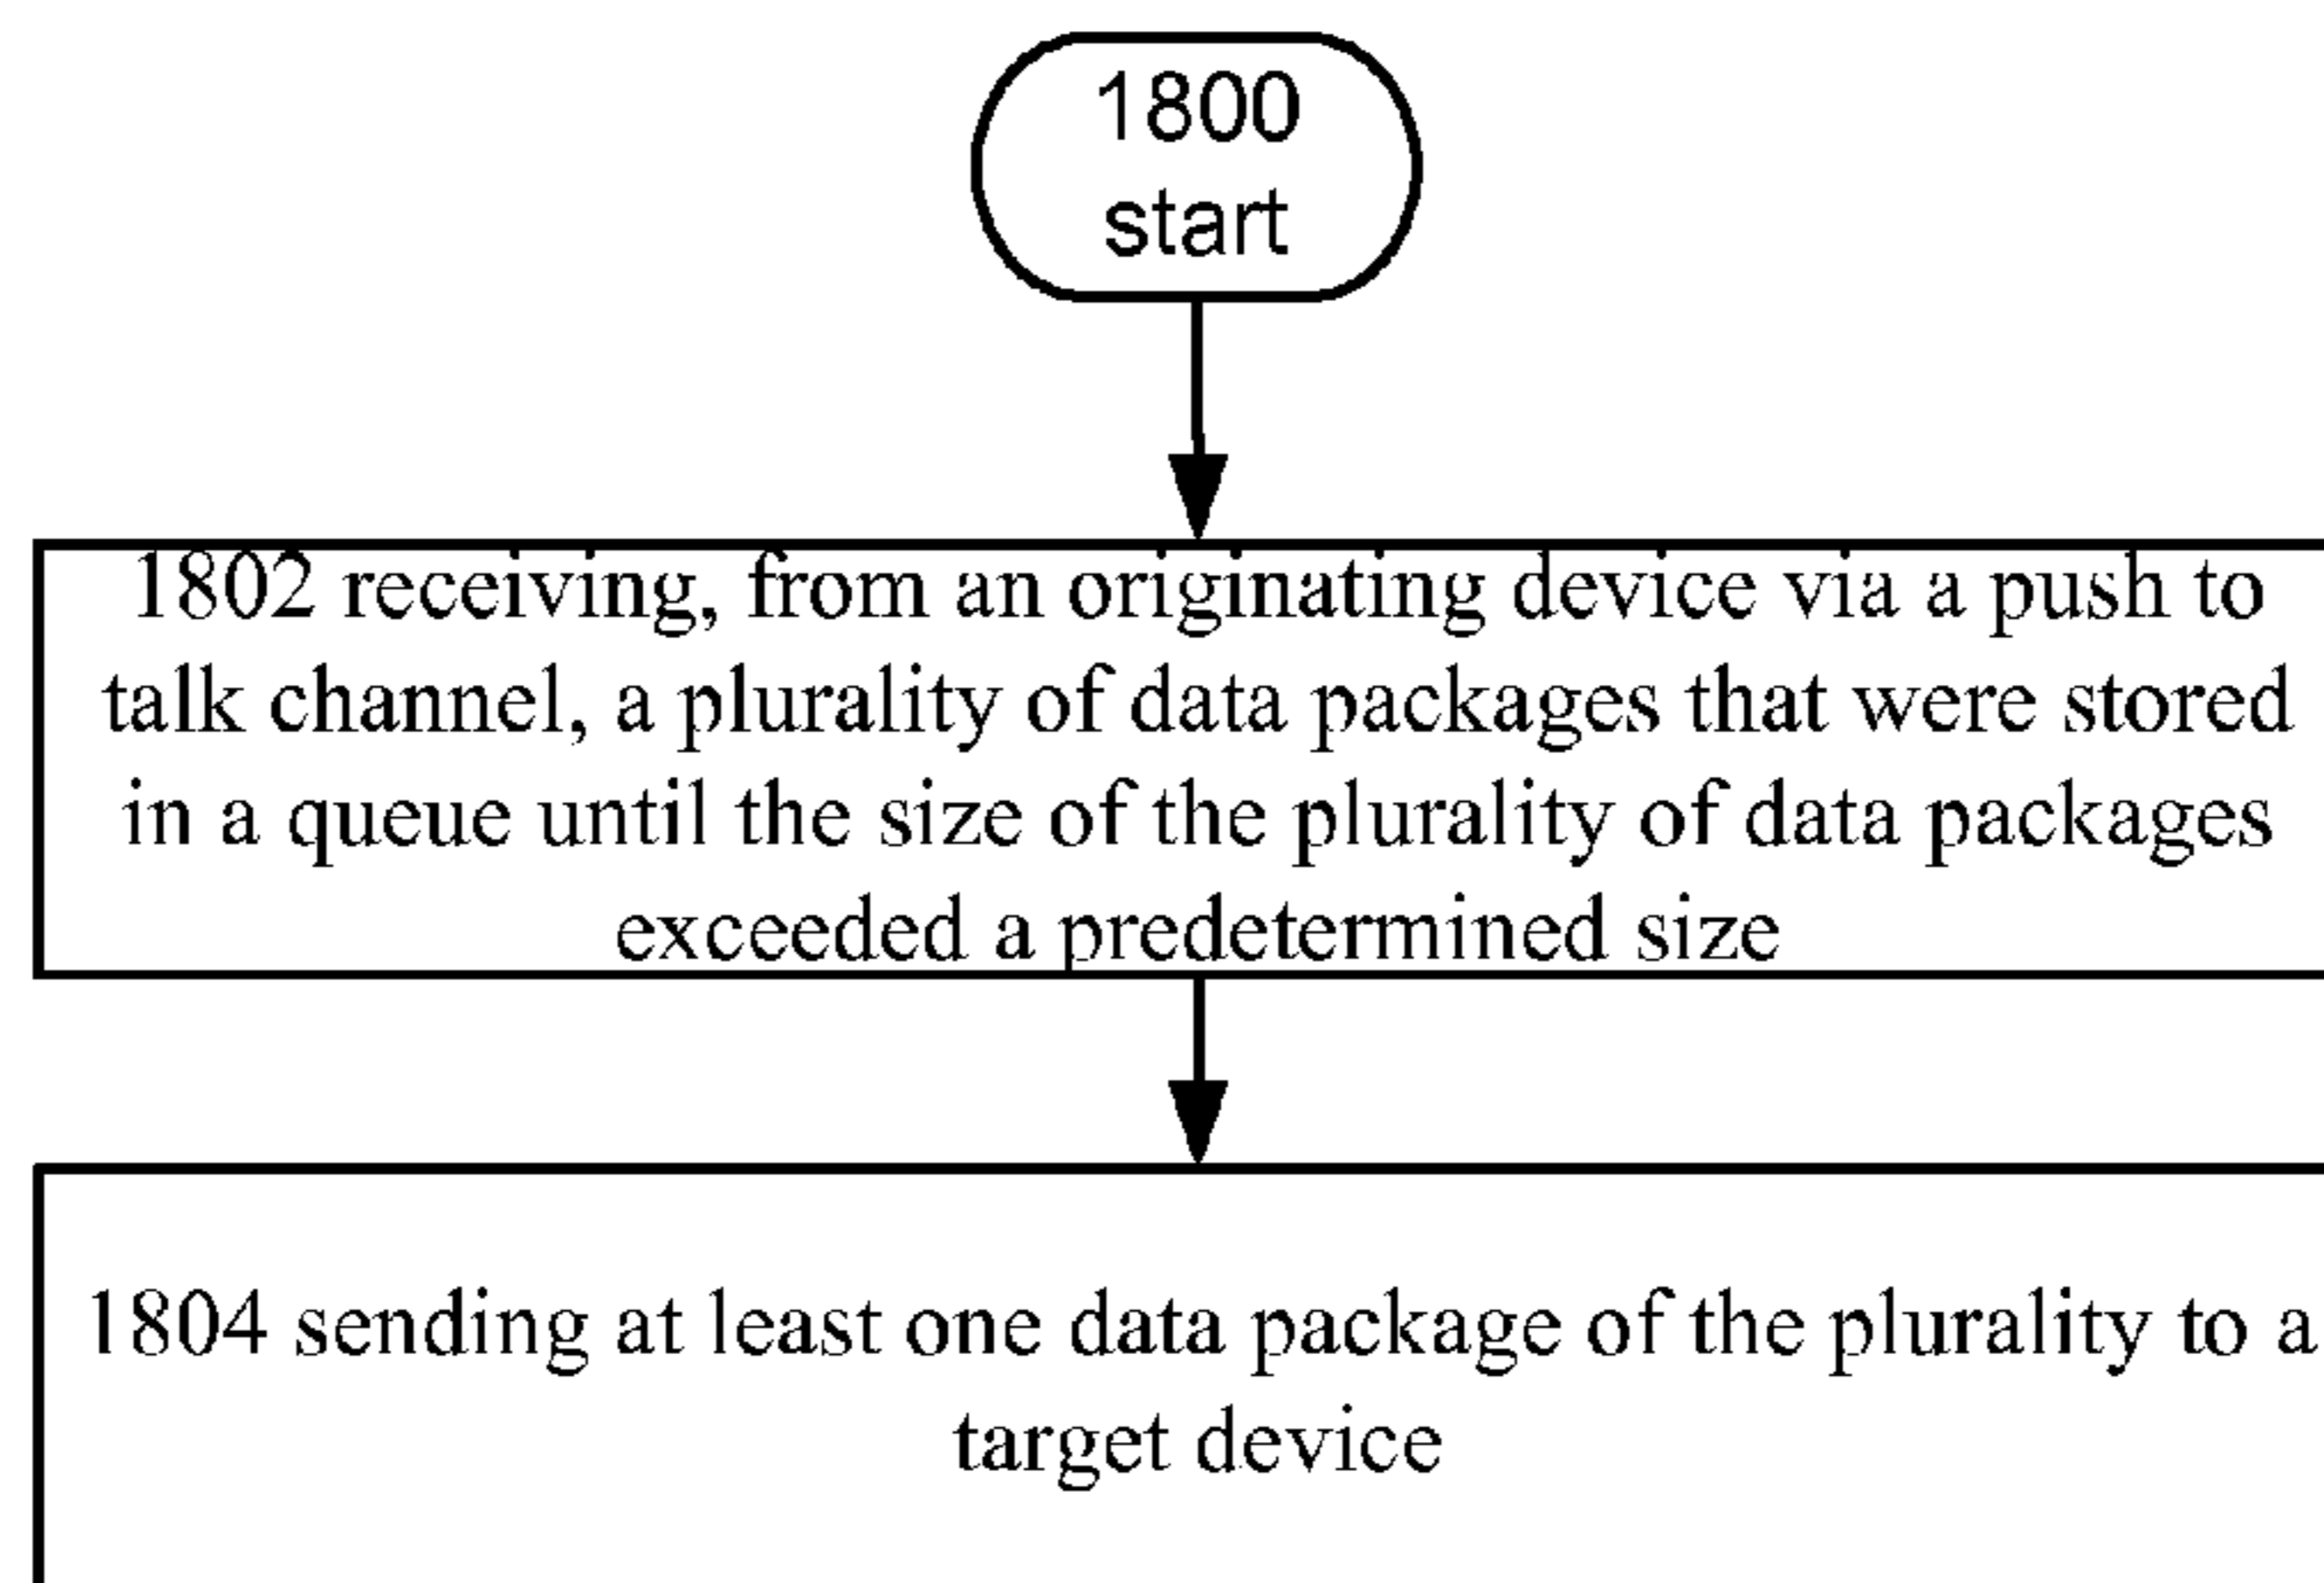 1800
start
1802 receiving, from an originating device via a push to
talk channel, a plurality of data packages that were stored
in a queue until the size of the plurality of data packages
exceeded a predetermined size
1804 sending at least one data package of the plurality to a
target device